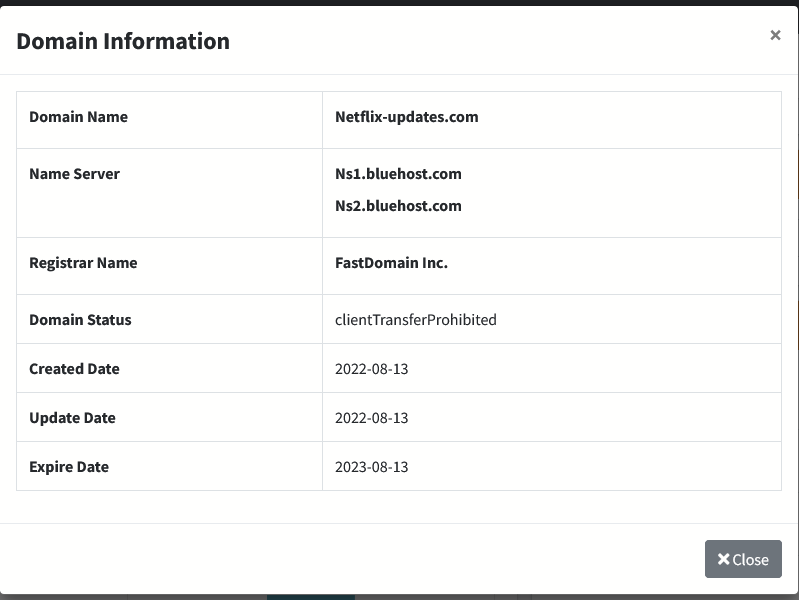 Domain Information
×
Domain Name Netflix-updates.com
Name Server Ns1.bluehost.com
Ns2.bluehost.com
Registrar Name FastDomain Inc.
Domain Status clientTransferProhibited
Created Date 2022-08-13
Update Date 2022-08-13
Expire Date 2023-08-13
✖ Close